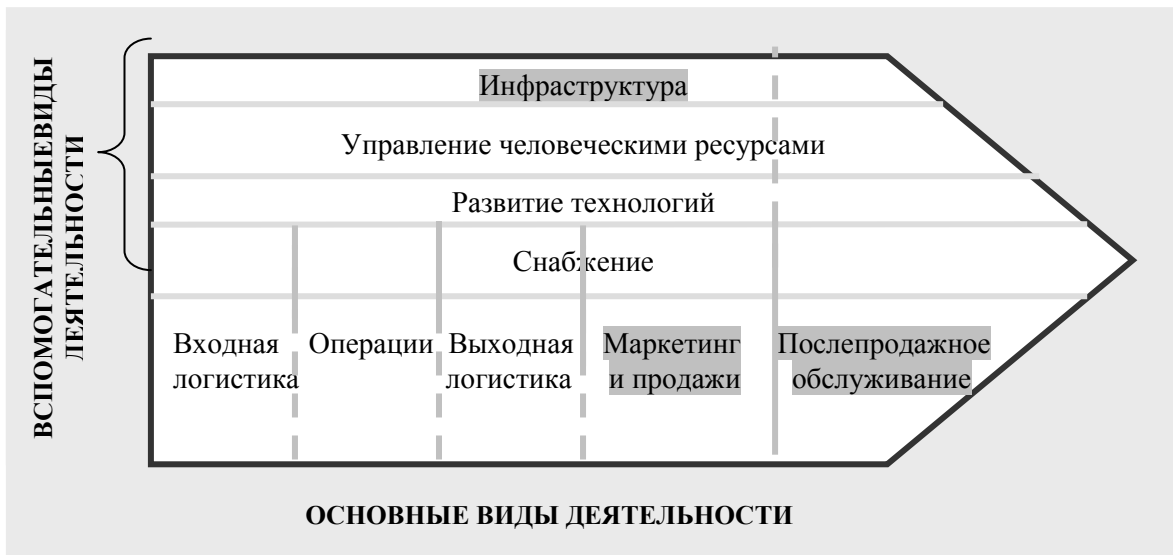 ВСПОМОГАТЕЛЬНЫЕВИДЫ
ДЕЯТЕЛЬНОСТИ
Инфраструктура
Управление человеческими ресурсами
Развитие технологий
Снабжение
Входная
логистика
Операции
Выходная
логистика
Маркетинг
и продажи
Послепродажное
обслуживание
ОСНОВНЫЕ ВИДЫ ДЕЯТЕЛЬНОСТИ